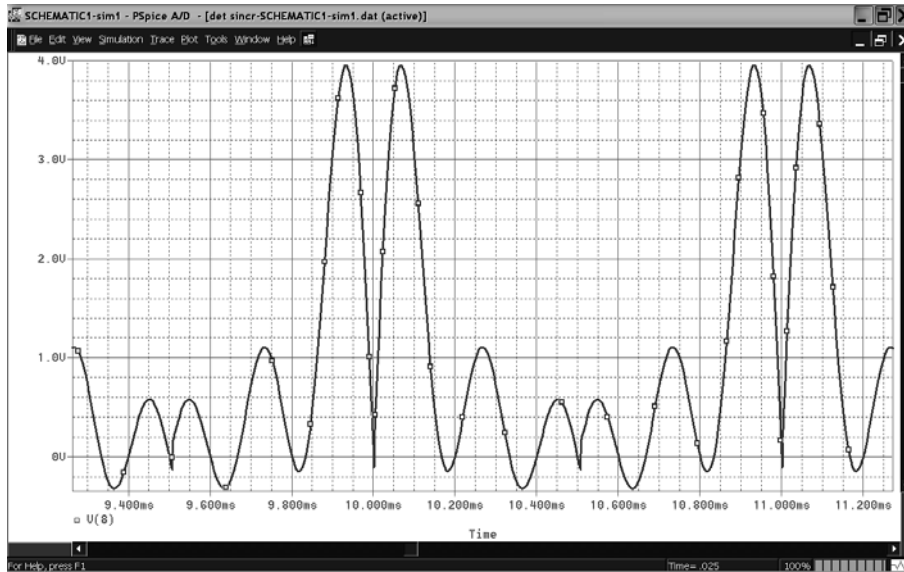 SCHEMATIC1-sim1 - PSpice A/D - [det sincr-SCHEMATIC1-sim1.dat (active)]
File Edit View Simulation Trace Plot Tools Window Help
4.0V
3.0V
2.0V
1.0V
0V
9.400ms 9.600ms 9.800ms 10.000ms 10.200ms 10.400ms 10.600ms 10.800ms 11.000ms 11.200ms
V(8)
Time
For Help, press F1 Time= .025 100%